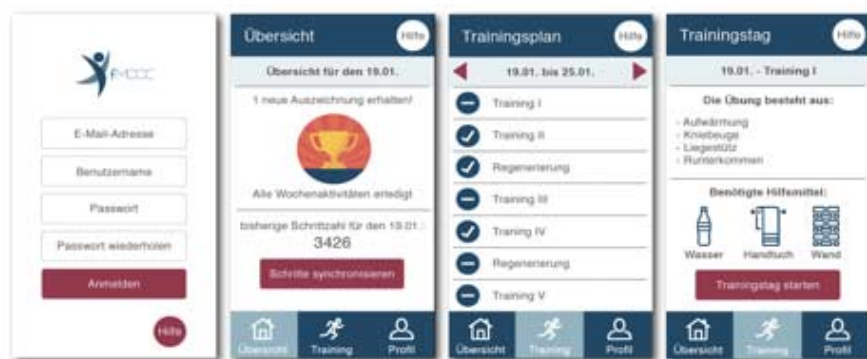 fMOOC
E-Mail-Adresse
Benutzername
Passwort
Passwort wiederholen
Anmelden
Hilfe
Übersicht
Hilfe
Übersicht für den 19.01.
1 neue Auszeichnung erhalten!
Alle Wochenaktivitäten erledigt
bisherige Schrittzahl für den 19.01.:
3426
Schritte synchronisieren
Übersicht Training Profil
Trainingsplan
Hilfe
19.01. bis 25.01.
Training I
Training II
Regenerierung
Training III
Training IV
Regenerierung
Training V
Übersicht Training Profil
Trainingstag
Hilfe
19.01. - Training I
Die Übung besteht aus:
- Aufwärmung
- Kniebeuge
- Liegestütz
- Runterkommen
Benötigte Hilfsmittel:
Wasser Handtuch Wand
Trainingstag starten
Übersicht Training Profil